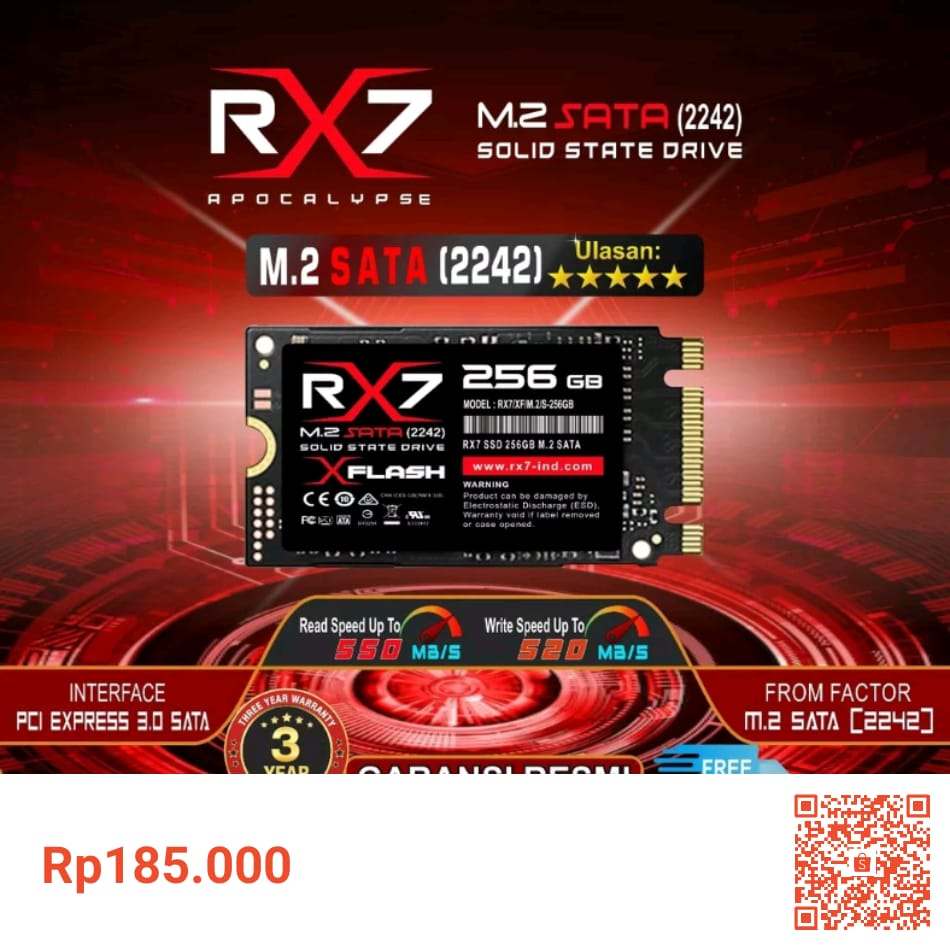 RX7
APOCALYPSE
M.2 SATA (2242)
SOLID STATE DRIVE
M.2 SATA (2242)
Ulasan:
RX7
M.2 SATA (2242)
SOLID STATE DRIVE
XFLASH
256 GB
MODEL : RX7/XF/M.2/S-256GB
RX7 SSD 256GB M.2 SATA
www.rx7-ind.com
WARNING
Product can be damaged by
Electrostatic Discharge (ESD),
Warranty void if label removed
or case opened.
CE
FC
Read Speed Up To
550 MB/S
Write Speed Up To
520 MB/S
INTERFACE
PCI EXPRESS 3.0 SATA
THREE YEAR WARRANTY
3
YEAR
GARANSI RESMI
FREE
FROM FACTOR
M.2 SATA [2242]
Rp185.000